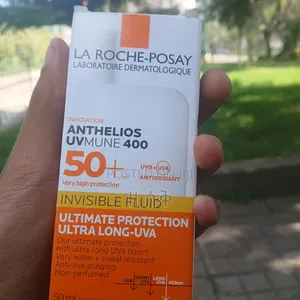 LA ROCHE-POSAY
LABORATOIRE DERMATOLOGIQUE
INNOVATION
ANTHELIOS
UVMUNE 400
50+
Very high protection
UVB+UVA
ANTIOXIDANT
INVISIBLE FLUID
ULTIMATE PROTECTION
ULTRA LONG-UVA
Our ultimate protection
with ultra-long UVA filter*
Very water + sweat resistant
Anti-eye stinging
Non-perfumed